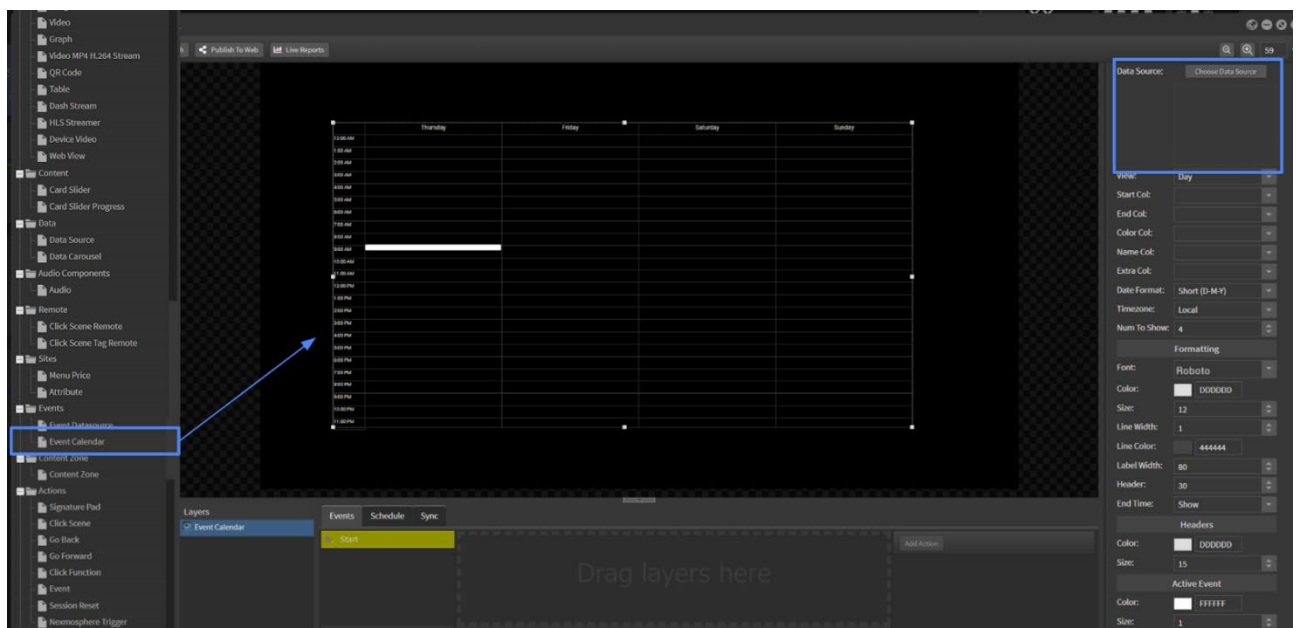 Video
Graph
Video MP4 H.264 Stream
QR Code
Table
Dash Stream
HLS Streamer
Device Video
Web View
Content
Card Slider
Card Slider Progress
Data
Data Source
Data Carousel
Audio Components
Audio
Remote
Click Scene Remote
Click Scene Tag Remote
Sites
Menu Price
Attribute
Events
Event Datasource
Event Calendar
Content Zone
Content Zone
Actions
Signature Pad
Click Scene
Go Back
Go Forward
Click Function
Event
Session Reset
Nexmosphere Trigger
Publish To Web Live Reports
59
Thursday Friday Saturday Sunday
12:00 AM
1:00 AM
2:00 AM
3:00 AM
4:00 AM
5:00 AM
6:00 AM
7:00 AM
8:00 AM
9:00 AM
10:00 AM
11:00 AM
12:00 PM
1:00 PM
2:00 PM
3:00 PM
4:00 PM
5:00 PM
6:00 PM
7:00 PM
8:00 PM
9:00 PM
10:00 PM
11:00 PM
Layers
Event Calendar
Events Schedule Sync
Start
Drag layers here
Add Action
Data Source: Choose Data Source
View: Day
Start Col:
End Col:
Color Col:
Name Col:
Extra Col:
Date Format: Short (D-M-Y)
Timezone: Local
Num To Show: 4
Formatting
Font: Roboto
Color: DDDDDD
Size: 12
Line Width: 1
Line Color: 444444
Label Width: 80
Header: 30
End Time: Show
Headers
Color: DDDDDD
Size: 15
Active Event
Color: FFFFFF
Size: 1